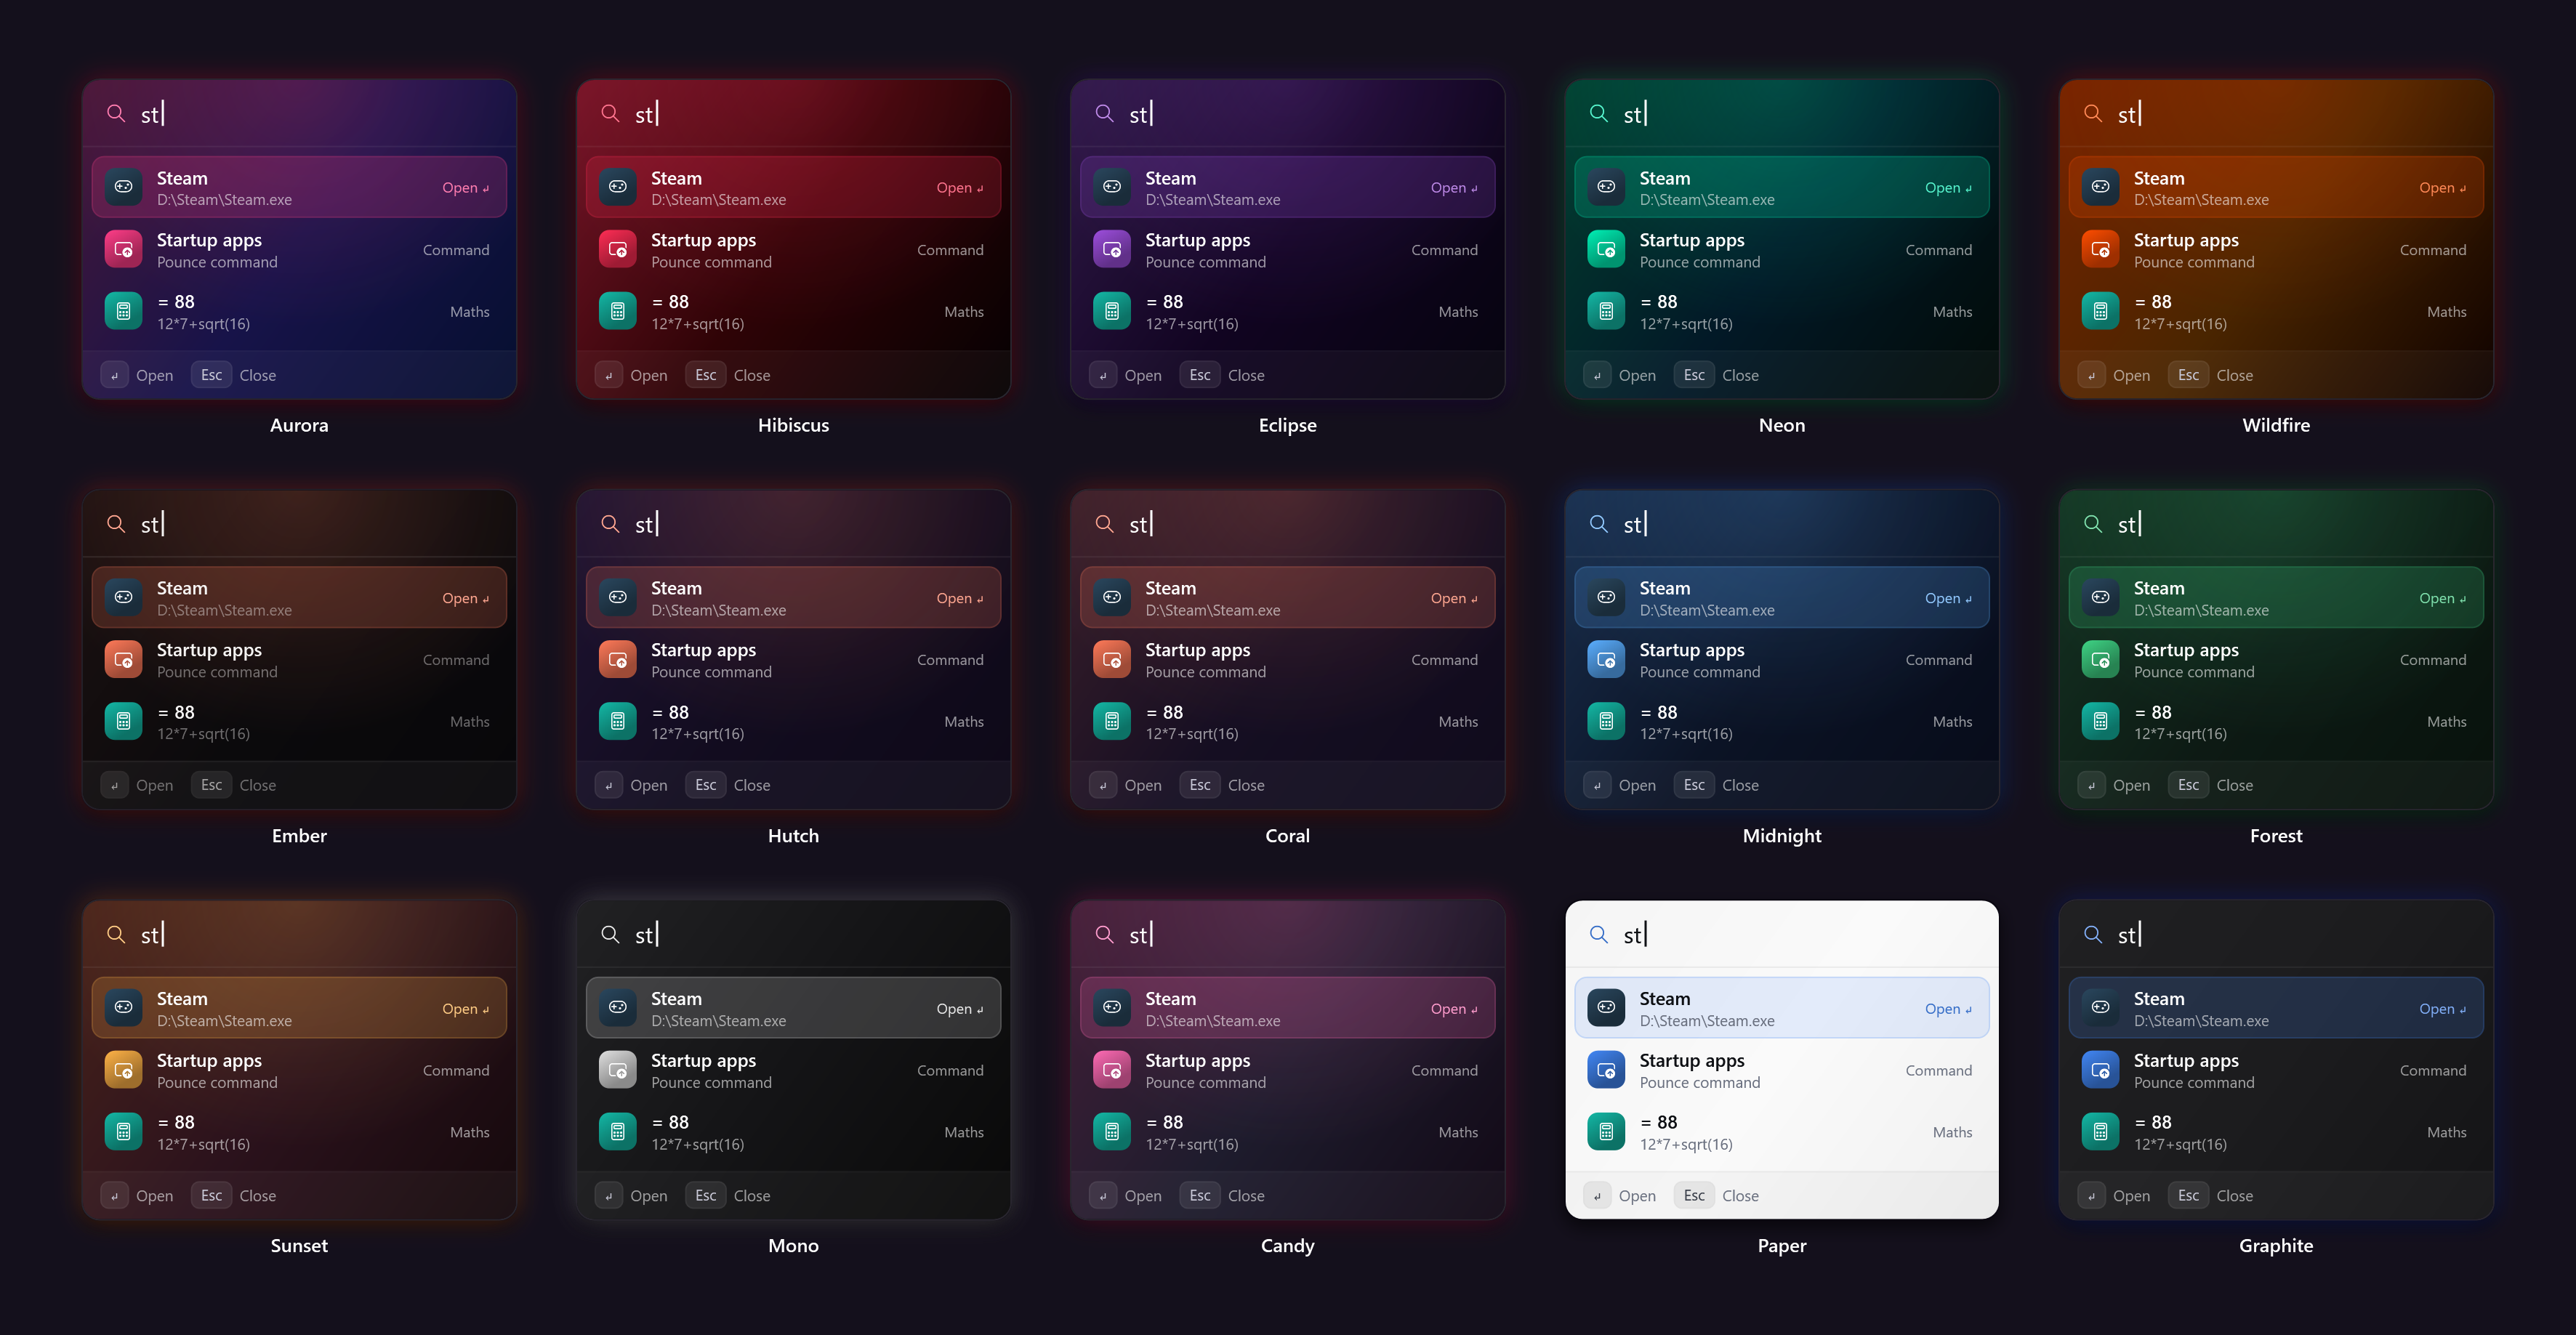 st
Steam
D:\Steam\Steam.exe
Open ↵
Startup apps
Pounce command
Command
= 88
12*7+sqrt(16)
Maths
↵ Open Esc Close
Aurora
st
Steam
D:\Steam\Steam.exe
Open ↵
Startup apps
Pounce command
Command
= 88
12*7+sqrt(16)
Maths
↵ Open Esc Close
Hibiscus
st
Steam
D:\Steam\Steam.exe
Open ↵
Startup apps
Pounce command
Command
= 88
12*7+sqrt(16)
Maths
↵ Open Esc Close
Eclipse
st
Steam
D:\Steam\Steam.exe
Open ↵
Startup apps
Pounce command
Command
= 88
12*7+sqrt(16)
Maths
↵ Open Esc Close
Neon
st
Steam
D:\Steam\Steam.exe
Open ↵
Startup apps
Pounce command
Command
= 88
12*7+sqrt(16)
Maths
↵ Open Esc Close
Wildfire
st
Steam
D:\Steam\Steam.exe
Open ↵
Startup apps
Pounce command
Command
= 88
12*7+sqrt(16)
Maths
↵ Open Esc Close
Ember
st
Steam
D:\Steam\Steam.exe
Open ↵
Startup apps
Pounce command
Command
= 88
12*7+sqrt(16)
Maths
↵ Open Esc Close
Hutch
st
Steam
D:\Steam\Steam.exe
Open ↵
Startup apps
Pounce command
Command
= 88
12*7+sqrt(16)
Maths
↵ Open Esc Close
Coral
st
Steam
D:\Steam\Steam.exe
Open ↵
Startup apps
Pounce command
Command
= 88
12*7+sqrt(16)
Maths
↵ Open Esc Close
Midnight
st
Steam
D:\Steam\Steam.exe
Open ↵
Startup apps
Pounce command
Command
= 88
12*7+sqrt(16)
Maths
↵ Open Esc Close
Forest
st
Steam
D:\Steam\Steam.exe
Open ↵
Startup apps
Pounce command
Command
= 88
12*7+sqrt(16)
Maths
↵ Open Esc Close
Sunset
st
Steam
D:\Steam\Steam.exe
Open ↵
Startup apps
Pounce command
Command
= 88
12*7+sqrt(16)
Maths
↵ Open Esc Close
Mono
st
Steam
D:\Steam\Steam.exe
Open ↵
Startup apps
Pounce command
Command
= 88
12*7+sqrt(16)
Maths
↵ Open Esc Close
Candy
st
Steam
D:\Steam\Steam.exe
Open ↵
Startup apps
Pounce command
Command
= 88
12*7+sqrt(16)
Maths
↵ Open Esc Close
Paper
st
Steam
D:\Steam\Steam.exe
Open ↵
Startup apps
Pounce command
Command
= 88
12*7+sqrt(16)
Maths
↵ Open Esc Close
Graphite